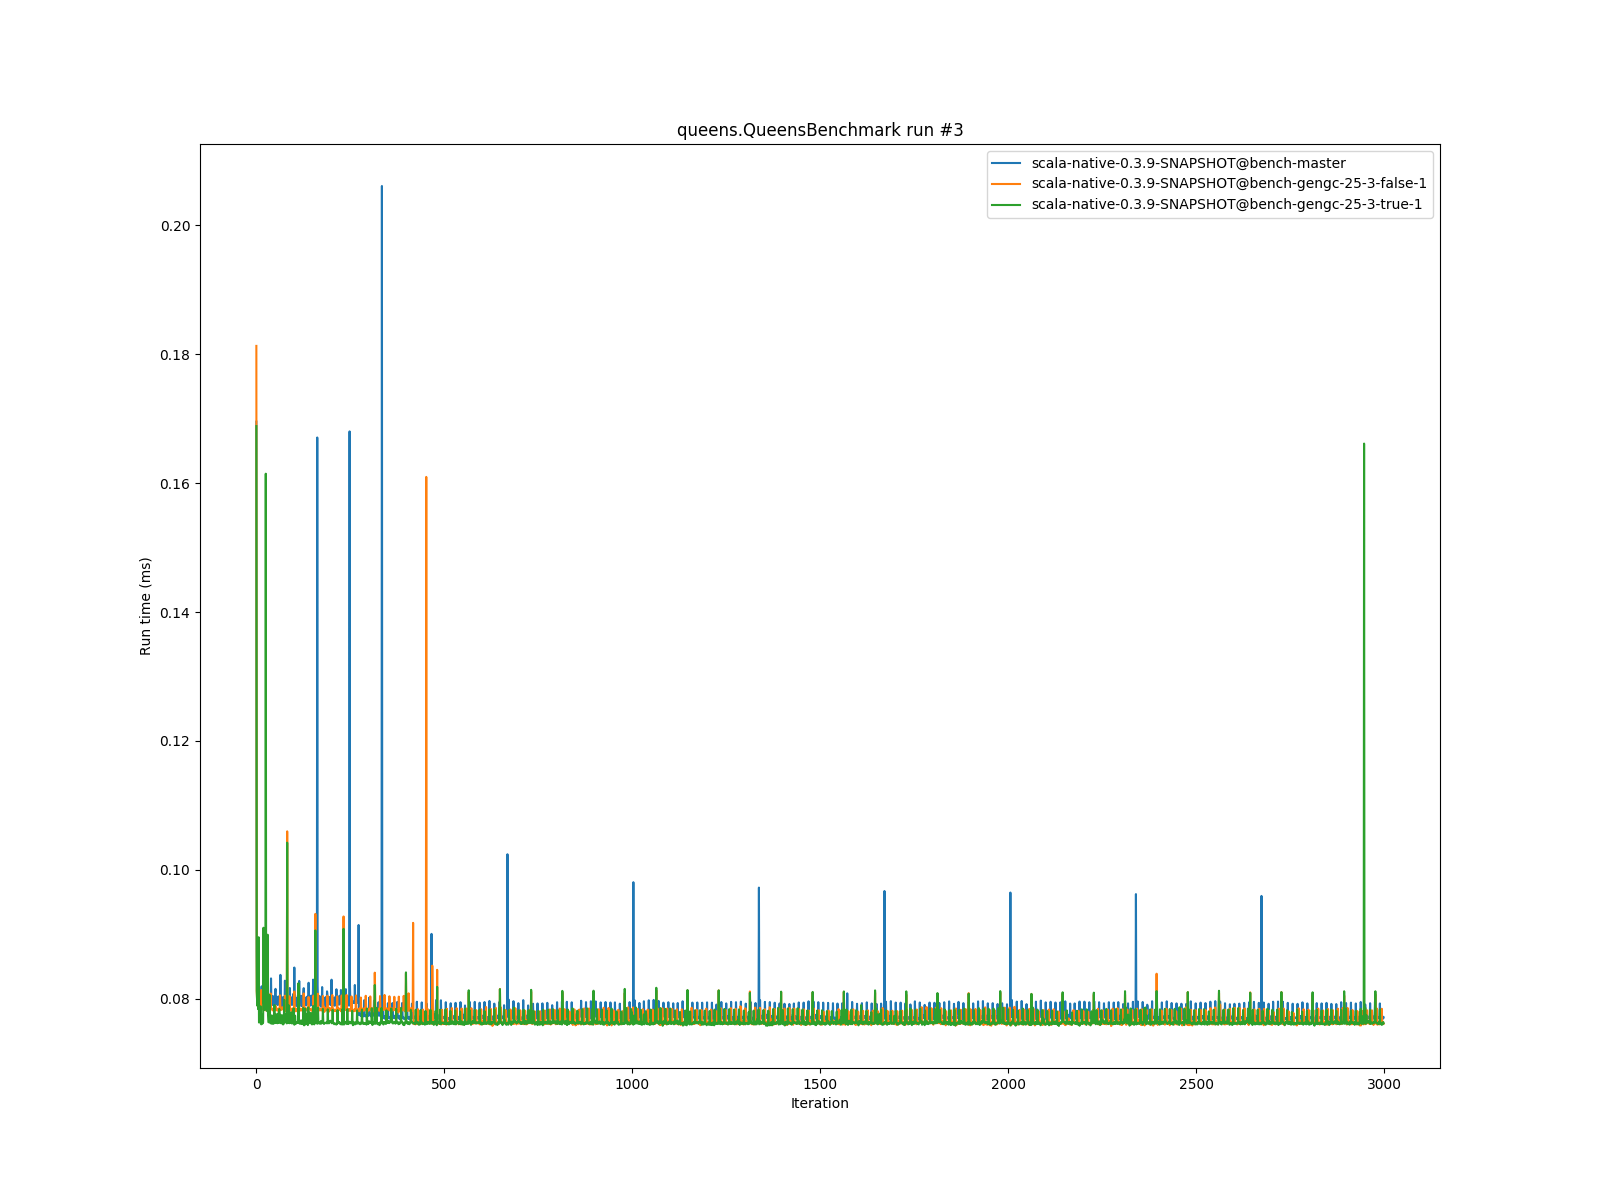 queens.QueensBenchmark run #3
scala-native-0.3.9-SNAPSHOT@bench-master
scala-native-0.3.9-SNAPSHOT@bench-gengc-25-3-false-1
scala-native-0.3.9-SNAPSHOT@bench-gengc-25-3-true-1
Run time (ms)
0.20
0.18
0.16
0.14
0.12
0.10
0.08
0 500 1000 1500 2000 2500 3000
Iteration